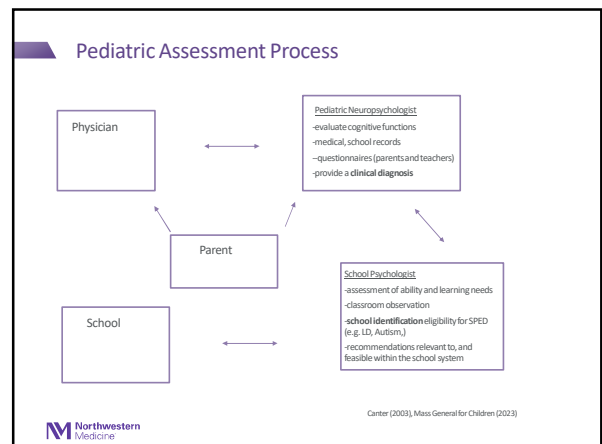 Pediatric Assessment Process
Physician
Pediatric Neuropsychologist
-evaluate cognitive functions
-medical, school records
–questionnaires (parents and teachers)
-provide a clinical diagnosis
Parent
School
School Psychologist
-assessment of ability and learning needs
-classroom observation
-school identification eligibility for SPED
(e.g. LD, Autism,)
-recommendations relevant to, and
feasible within the school system
Canter (2003), Mass General for Children (2023)
Northwestern
Medicine